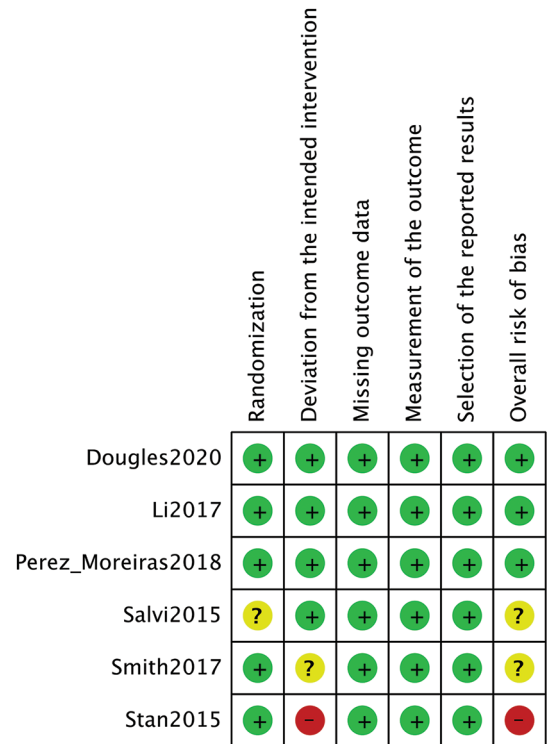 Randomization
Deviation from the intended intervention
Missing outcome data
Measurement of the outcome
Selection of the reported results
Overall risk of bias
Dougles2020 + + + + + +
Li2017 + + + + + +
Perez_Moreiras2018 + + + + + +
Salvi2015 ? + + + + ?
Smith2017 + ? + + + ?
Stan2015 + – + + + –